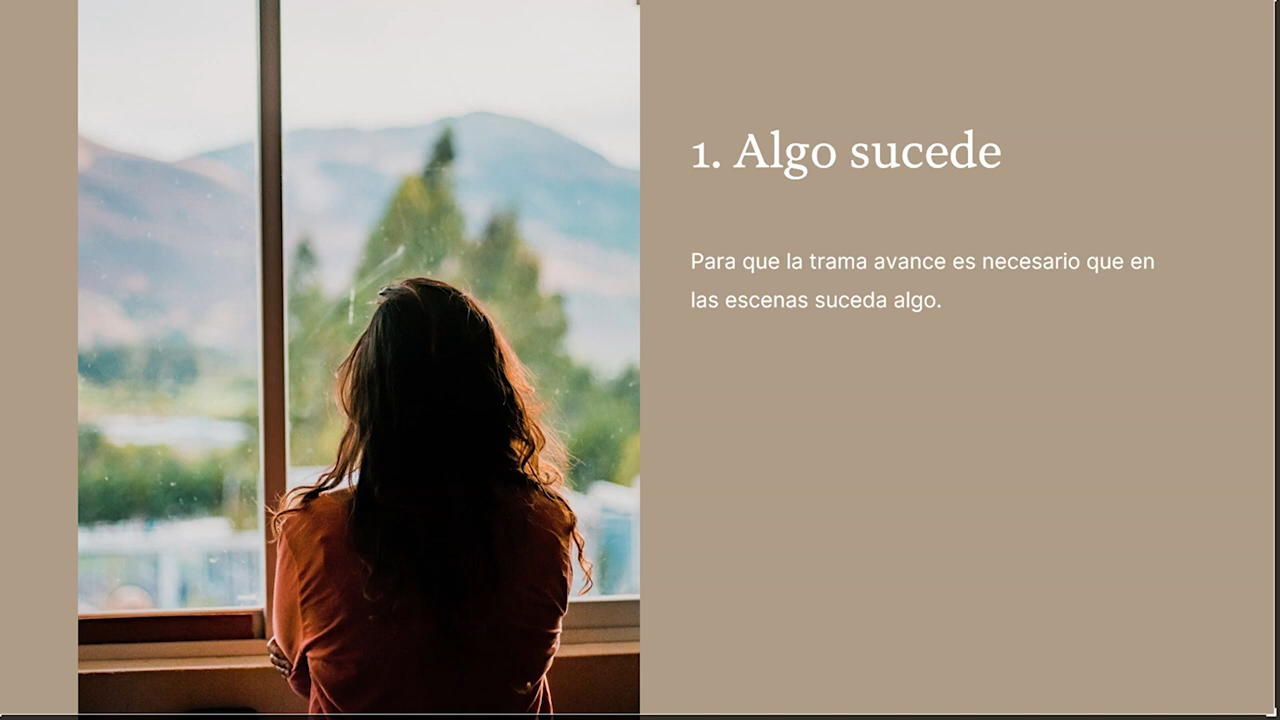 1. Algo sucede
Para que la trama avance es necesario que en
las escenas suceda algo.